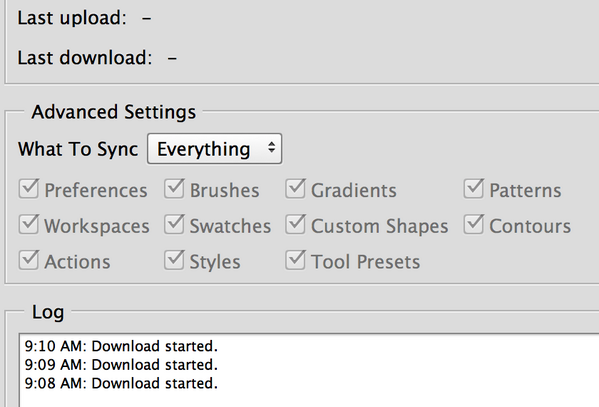 Last upload: –
Last download: –
Advanced Settings
What To Sync Everything
Preferences Brushes Gradients Patterns
Workspaces Swatches Custom Shapes Contours
Actions Styles Tool Presets
Log
9:10 AM: Download started.
9:09 AM: Download started.
9:08 AM: Download started.